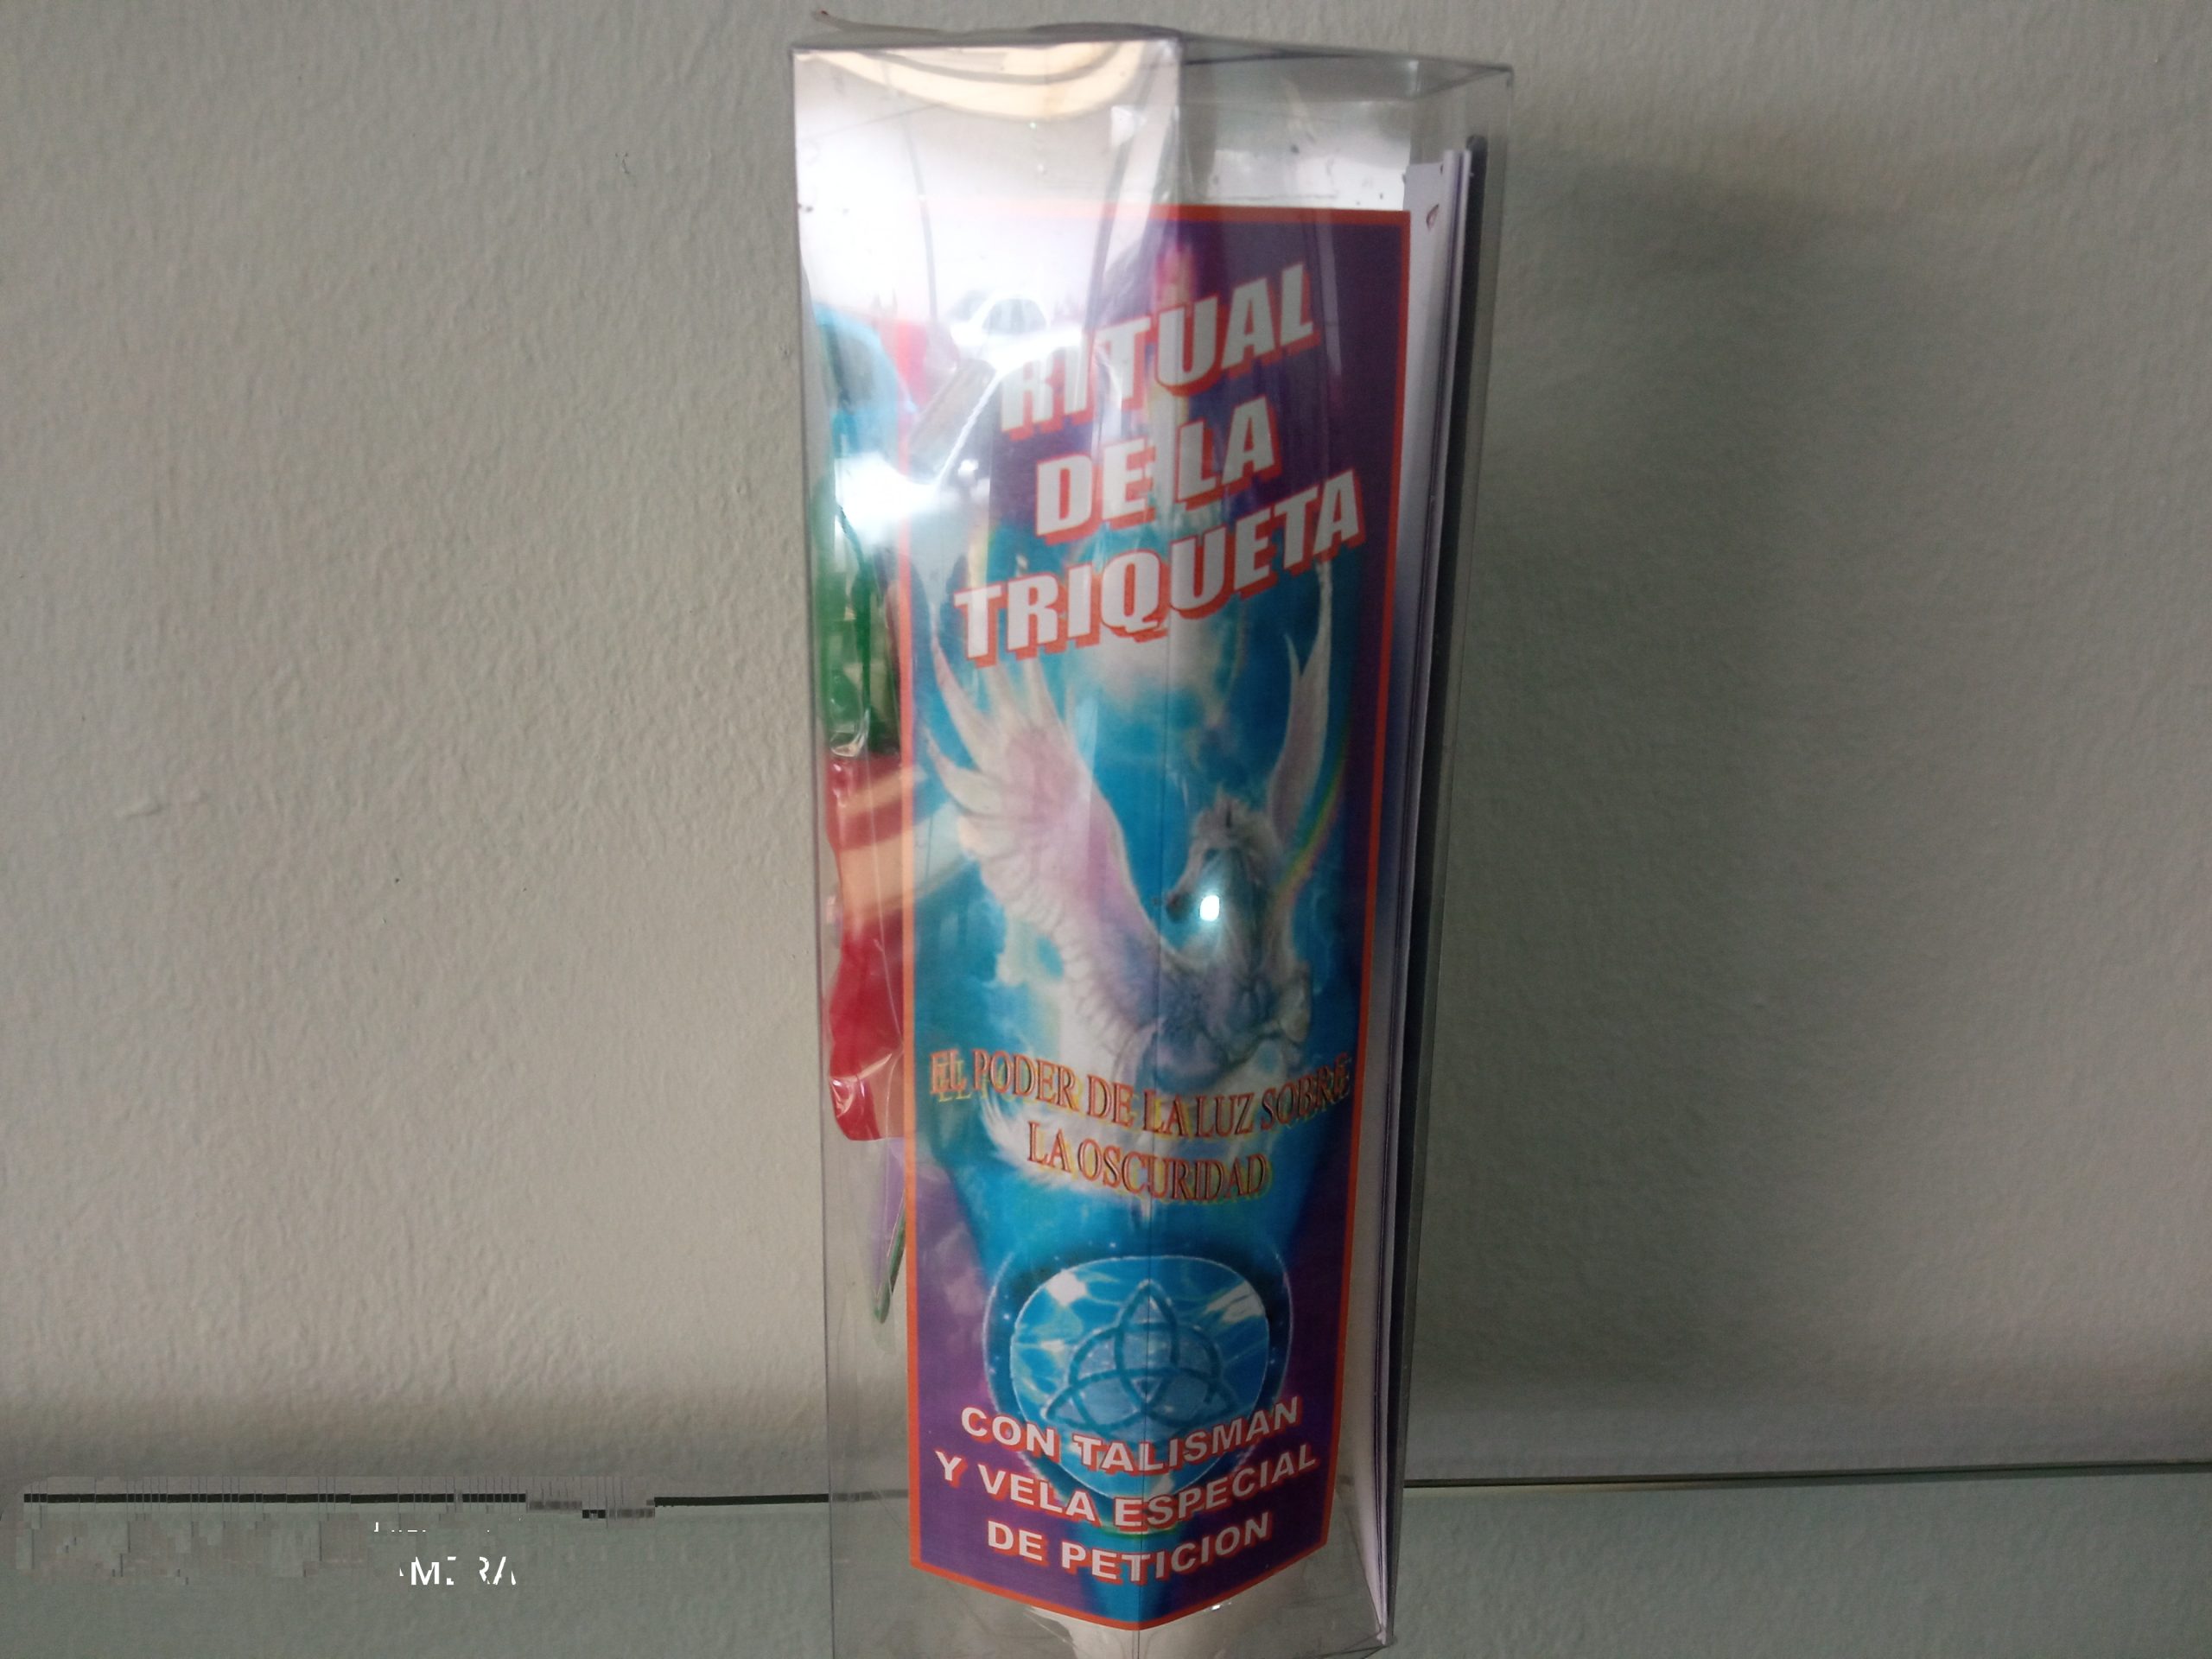 RITUAL
DE LA
TRIQUETA
EL PODER DE LA LUZ SOBRE
LA OSCURIDAD
CON TALISMAN
Y VELA ESPECIAL
DE PETICION